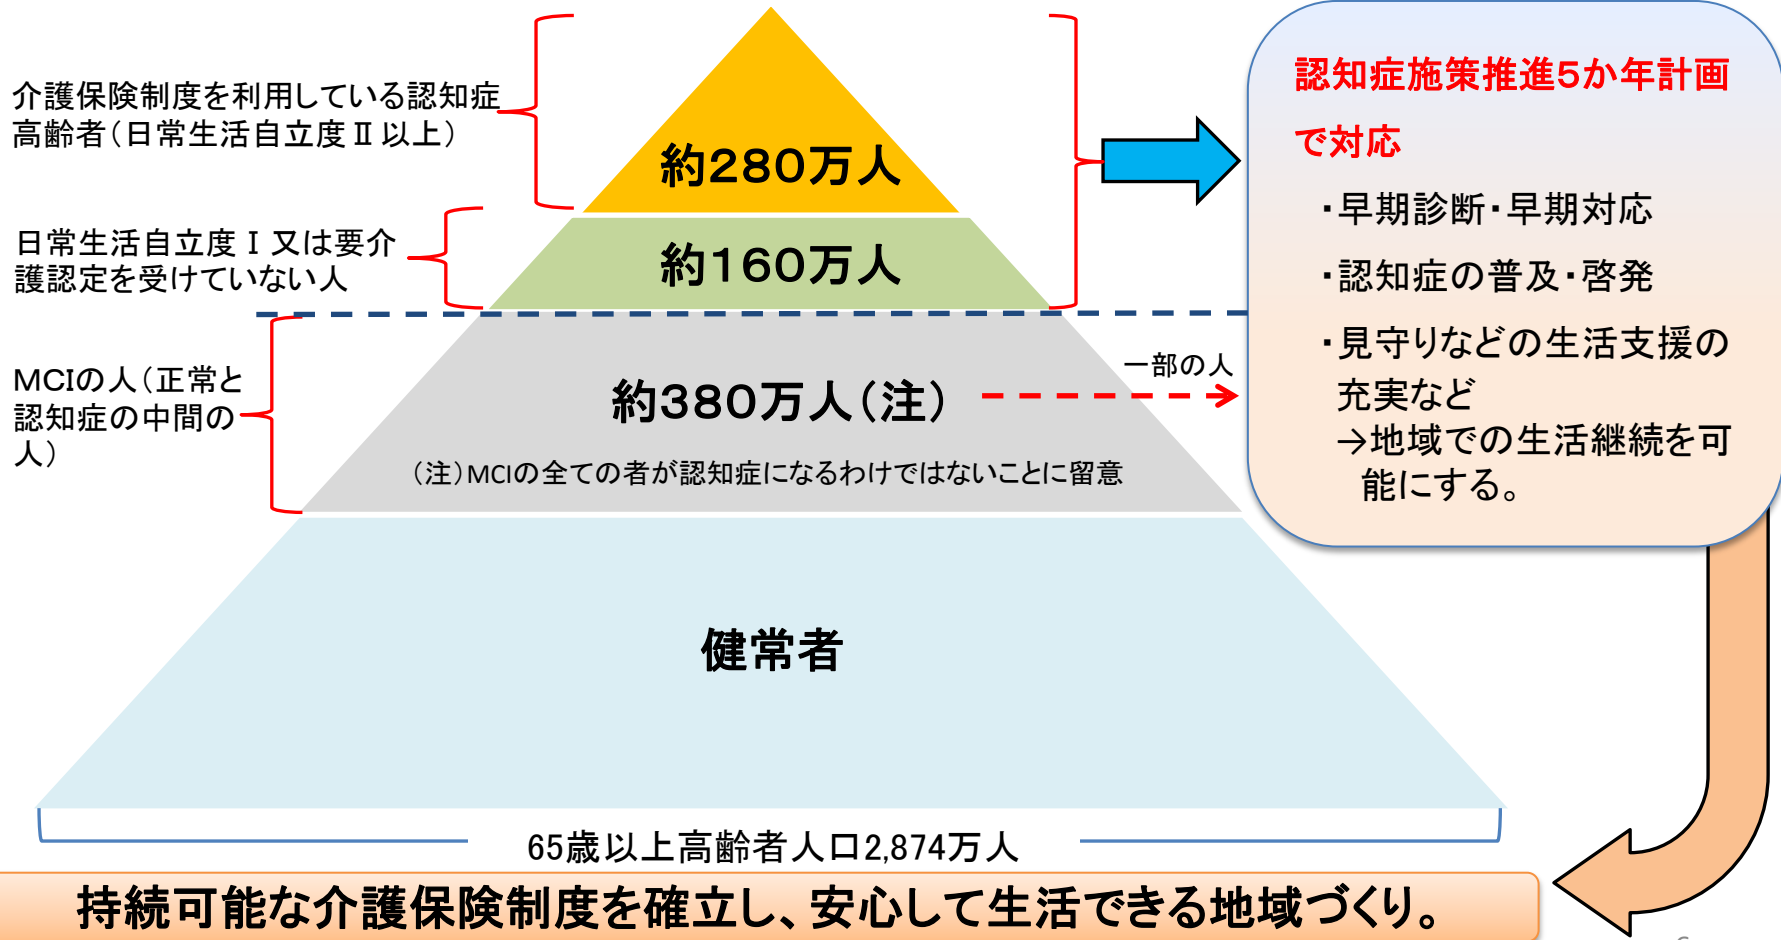 介護保険制度を利用している認知症
高齢者(日常生活自立度Ⅱ以上)
約280万人
日常生活自立度Ⅰ又は要介
護認定を受けていない人
約160万人
MCIの人(正常と
認知症の中間の
人)
約380万人(注)
一部の人
(注)MCIの全ての者が認知症になるわけではないことに留意
健常者
65歳以上高齢者人口2,874万人
認知症施策推進5か年計画
で対応
・早期診断・早期対応
・認知症の普及・啓発
・見守りなどの生活支援の
充実など
→地域での生活継続を可
能にする。
持続可能な介護保険制度を確立し、安心して生活できる地域づくり。